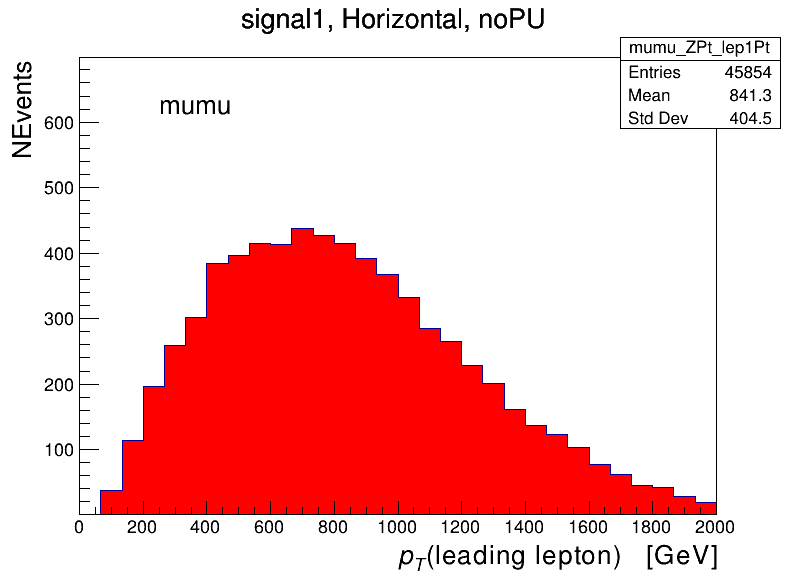 signal1, Horizontal, noPU
mumu_ZPt_lep1Pt
Entries 45854
Mean 841.3
Std Dev 404.5
NEvents
mumu
600
500
400
300
200
100
0 200 400 600 800 1000 1200 1400 1600 1800 2000
p_T(leading lepton) [GeV]